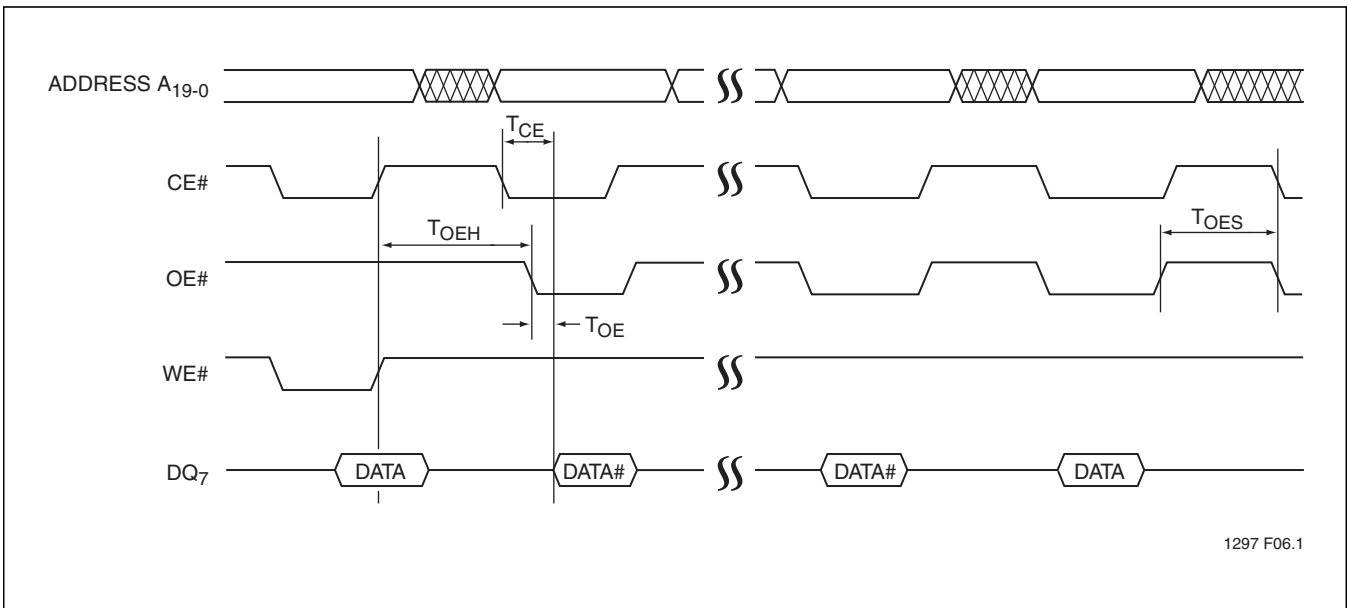 ADDRESS A19-0
TCE
CE#
TOEH
TOES
OE#
TOE
WE#
DQ7
DATA
DATA#
DATA#
DATA
1297 F06.1